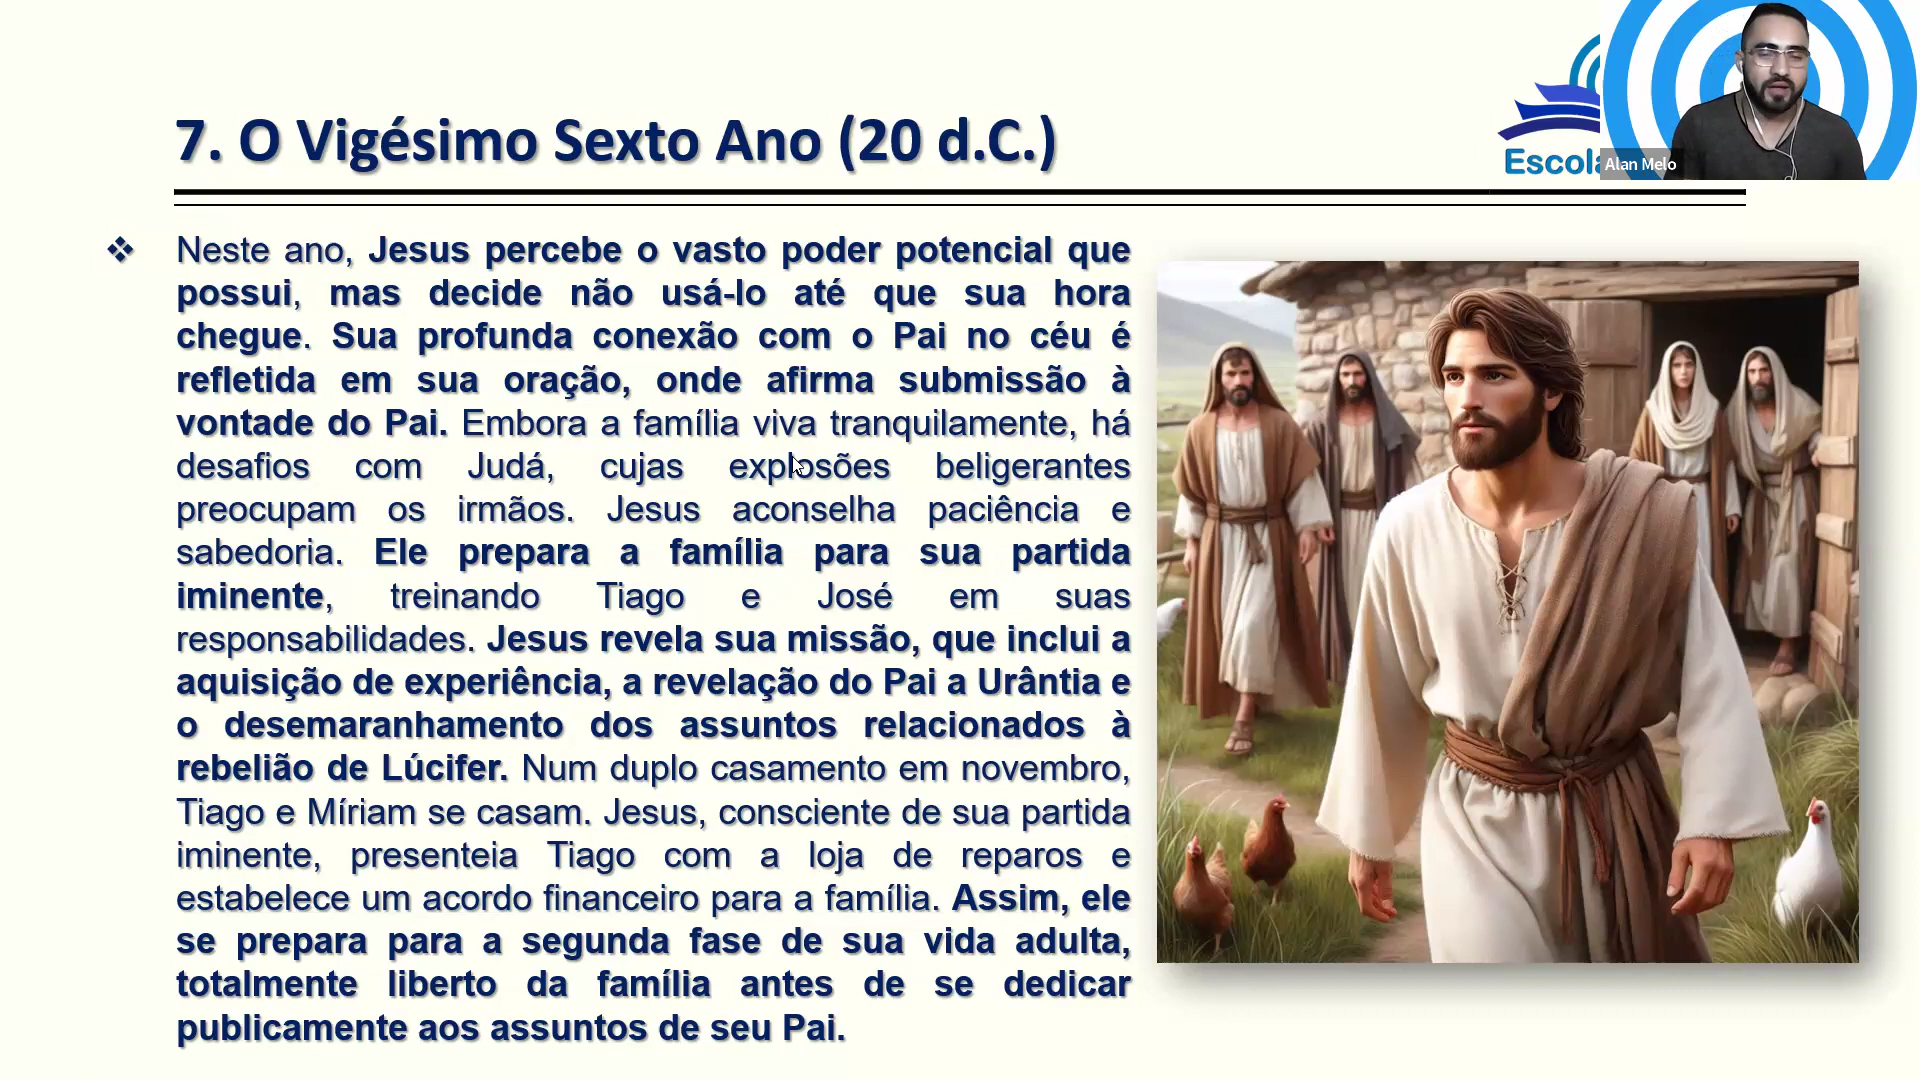 7. O Vigésimo Sexto Ano (20 d.C.)
Escola
Alan Melo
❖ Neste ano, Jesus percebe o vasto poder potencial que
possui, mas decide não usá-lo até que sua hora
chegue. Sua profunda conexão com o Pai no céu é
refletida em sua oração, onde afirma submissão à
vontade do Pai. Embora a família viva tranquilamente, há
desafios com Judá, cujas explosões beligerantes
preocupam os irmãos. Jesus aconselha paciência e
sabedoria. Ele prepara a família para sua partida
iminente, treinando Tiago e José em suas
responsabilidades. Jesus revela sua missão, que inclui a
aquisição de experiência, a revelação do Pai a Urântia e
o desemaranhamento dos assuntos relacionados à
rebelião de Lúcifer. Num duplo casamento em novembro,
Tiago e Míriam se casam. Jesus, consciente de sua partida
iminente, presenteia Tiago com a loja de reparos e
estabelece um acordo financeiro para a família. Assim, ele
se prepara para a segunda fase de sua vida adulta,
totalmente liberto da família antes de se dedicar
publicamente aos assuntos de seu Pai.